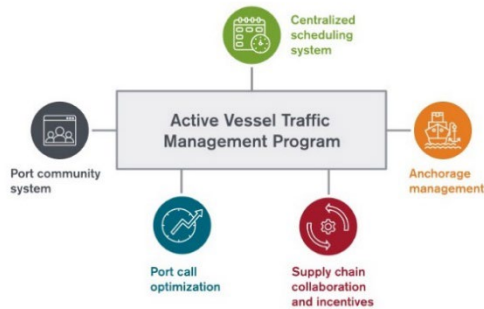 Centralized
scheduling
system
Active Vessel Traffic
Management Program
Port community
system
Anchorage
management
Port call
optimization
Supply chain
collaboration
and incentives